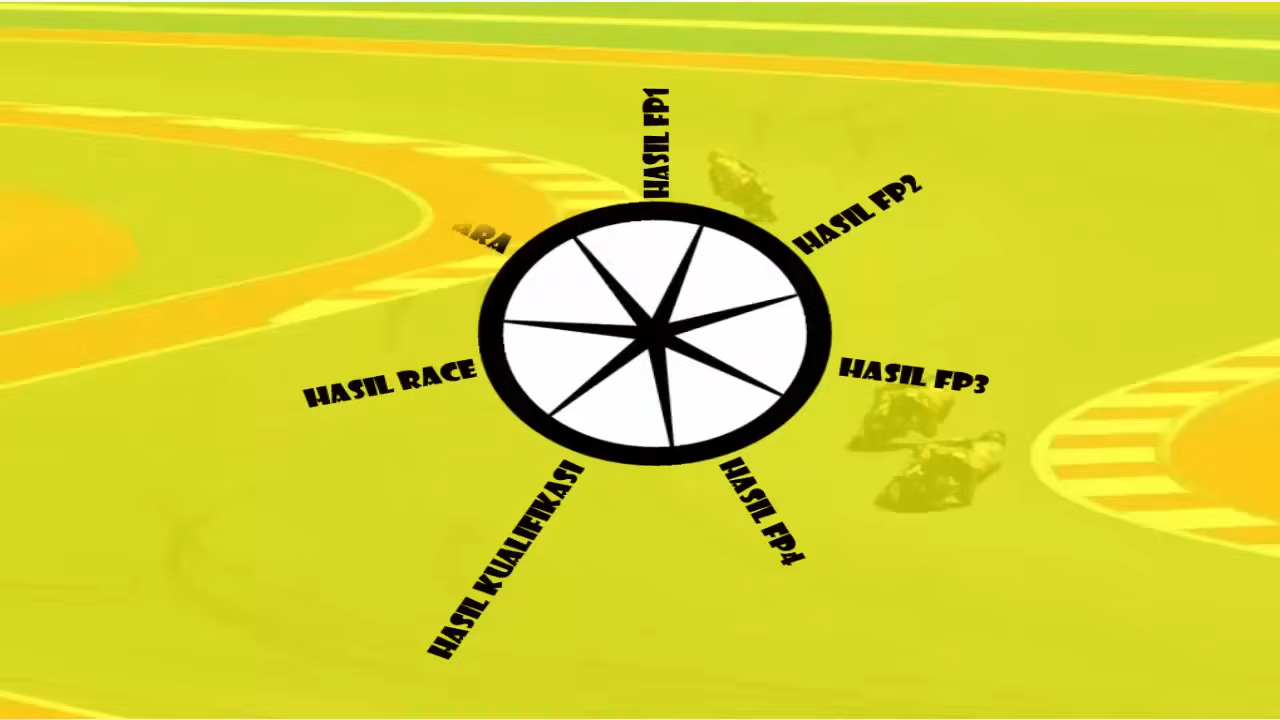 HASIL FP1
HASIL FP2
HASIL FP3
HASIL FP4
HASIL KUALIFIKASI
HASIL RACE